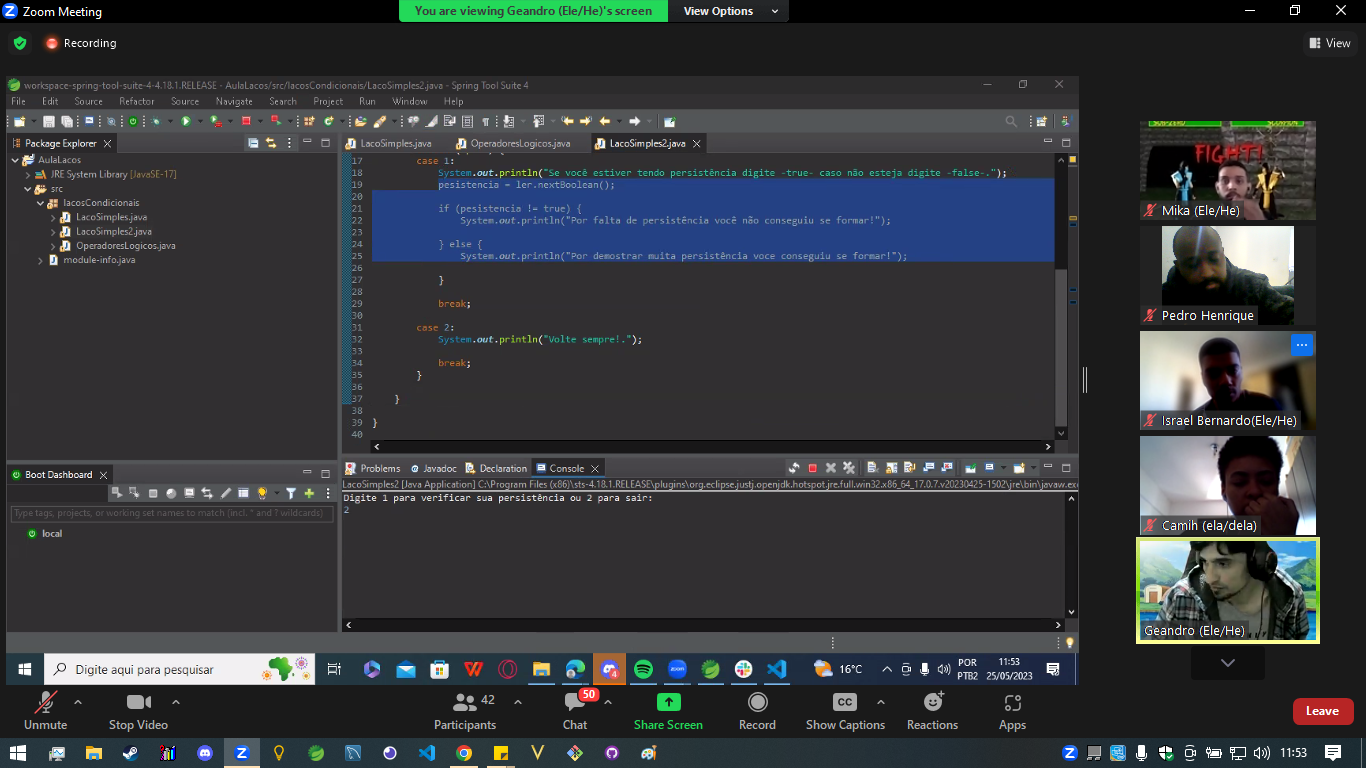 Zoom Meeting
You are viewing Geandro (Ele/He)'s screen
View Options
Recording
View
workspace-spring-tool-suite-4-4.18.1.RELEASE - AulaLacos/src/lacosCondicionais/LacoSimples2.java - Spring Tool Suite 4
File Edit Source Refactor Source Navigate Search Project Run Window Help
Package Explorer
AulaLacos
JRE System Library [JavaSE-17]
src
lacosCondicionais
LacoSimples.java
LacoSimples2.java
OperadoresLogicos.java
module-info.java
LacoSimples.java OperadoresLogicos.java LacoSimples2.java
17 case 1:
18 System.out.println("Se você estiver tendo persistência digite -true- caso não esteja digite -false-.");
19 pesistencia = ler.nextBoolean();
20
21 if (pesistencia != true) {
22 System.out.println("Por falta de persistência você não conseguiu se formar!");
23
24 } else {
25 System.out.println("Por demostrar muita persistência voce conseguiu se formar!");
26
27 }
28
29 break;
30
31 case 2:
32 System.out.println("Volte sempre!.");
33
34 break;
35 }
36
37 }
38
39 }
40
Boot Dashboard
Type tags, projects, or working set names to match (incl. * and ? wildcards)
local
Problems Javadoc Declaration Console
LacoSimples2 [Java Application] C:\Program Files (x86)\sts-4.18.1.RELEASE\plugins\org.eclipse.justj.openjdk.hotspot.jre.full.win32.x86_64_17.0.7.v20230425-1502\jre\bin\javaw.exe
Digite 1 para verificar sua persistência ou 2 para sair:
2
FIGHT!
Mika (Ele/He)
Pedro Henrique
Israel Bernardo(Ele/He)
Camih (ela/dela)
Geandro (Ele/He)
Digite aqui para pesquisar
4
zoom
16°C
POR
PTB2
11:53
25/05/2023
Unmute
Stop Video
Participants
42
Chat
50
Share Screen
Record
CC
Show Captions
Reactions
Apps
Leave
11:53